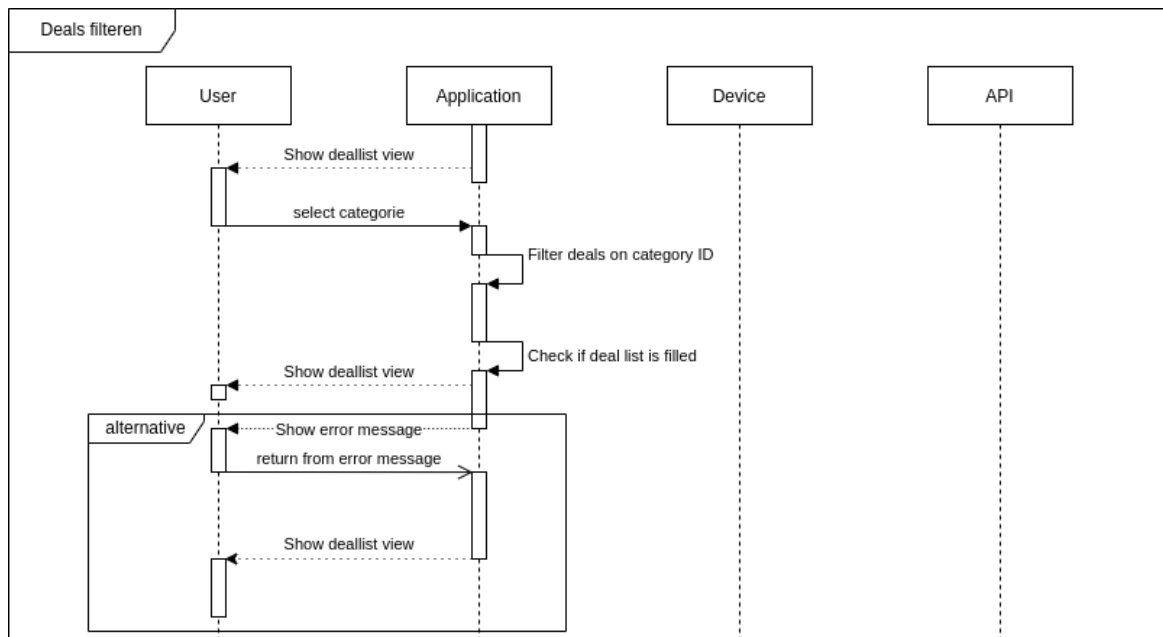 Deals filteren
User
Application
Device
API
Show deallist view
select categorie
Filter deals on category ID
Check if deal list is filled
Show deallist view
alternative
Show error message
return from error message
Show deallist view